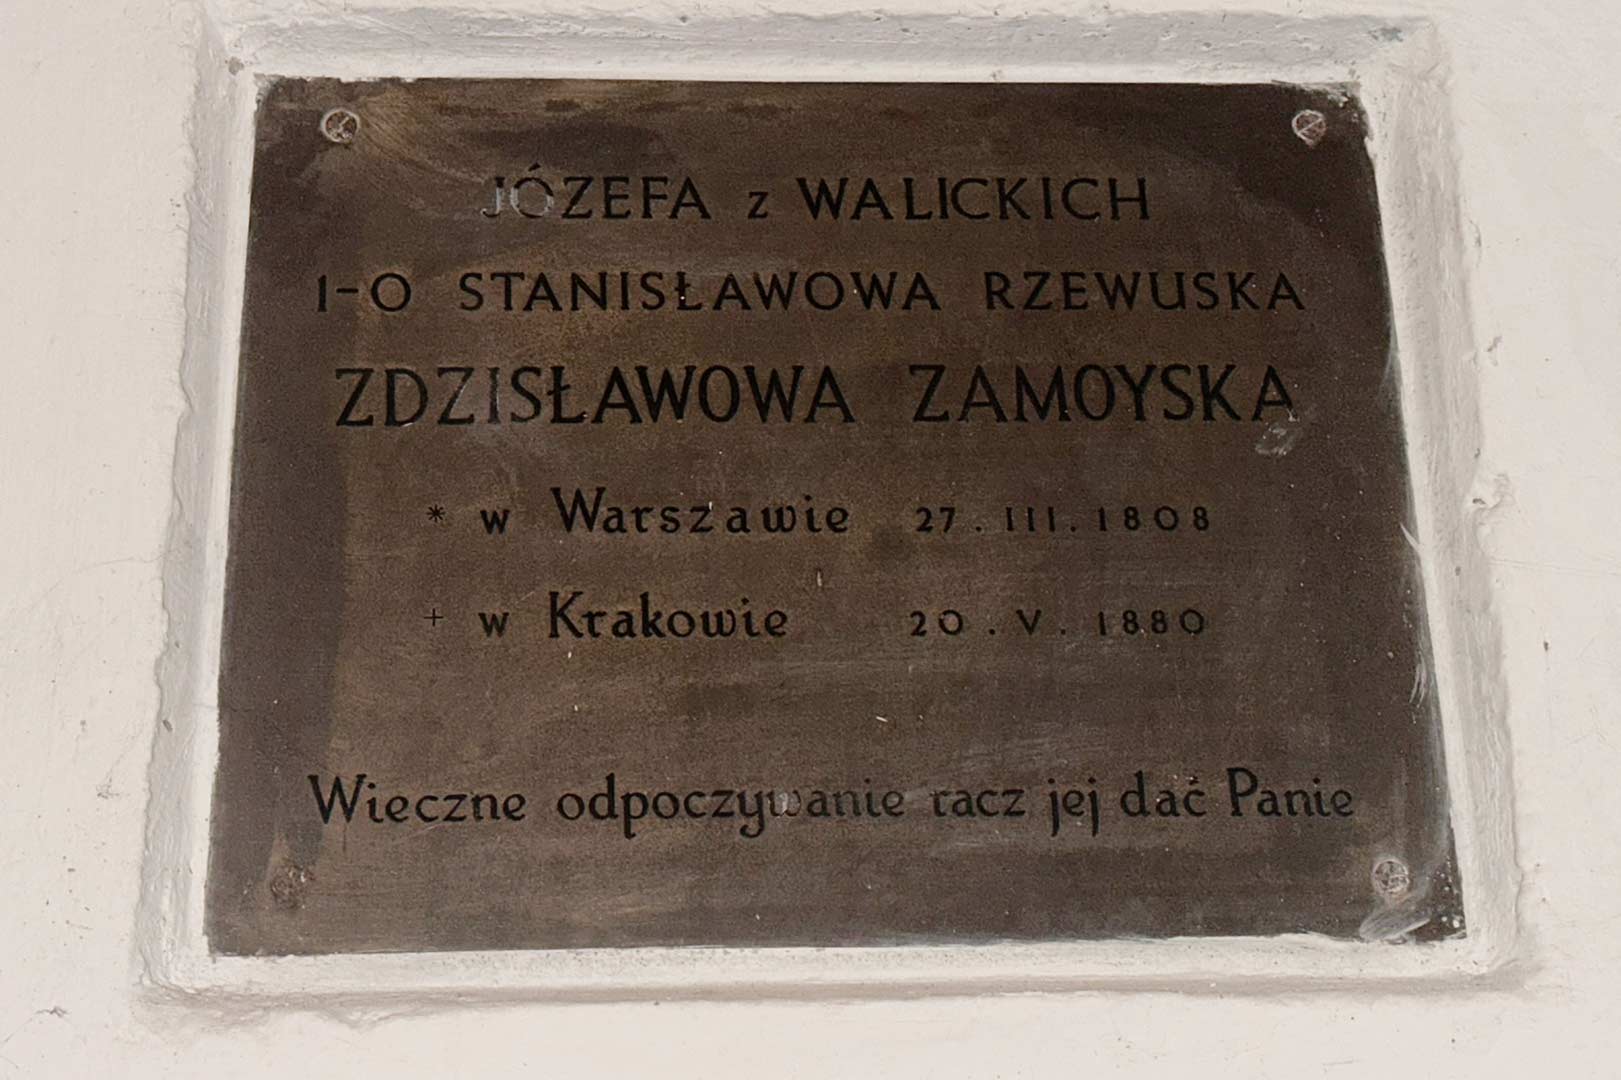 JÓZEFA z WALICKICH
1-O STANISŁAWOWA RZEWUSKA
ZDZISŁAWOWA ZAMOYSKA
* w Warszawie 27. III. 1808
+ w Krakowie 20. V. 1880
Wieczne odpoczywanie racz jej dać Panie